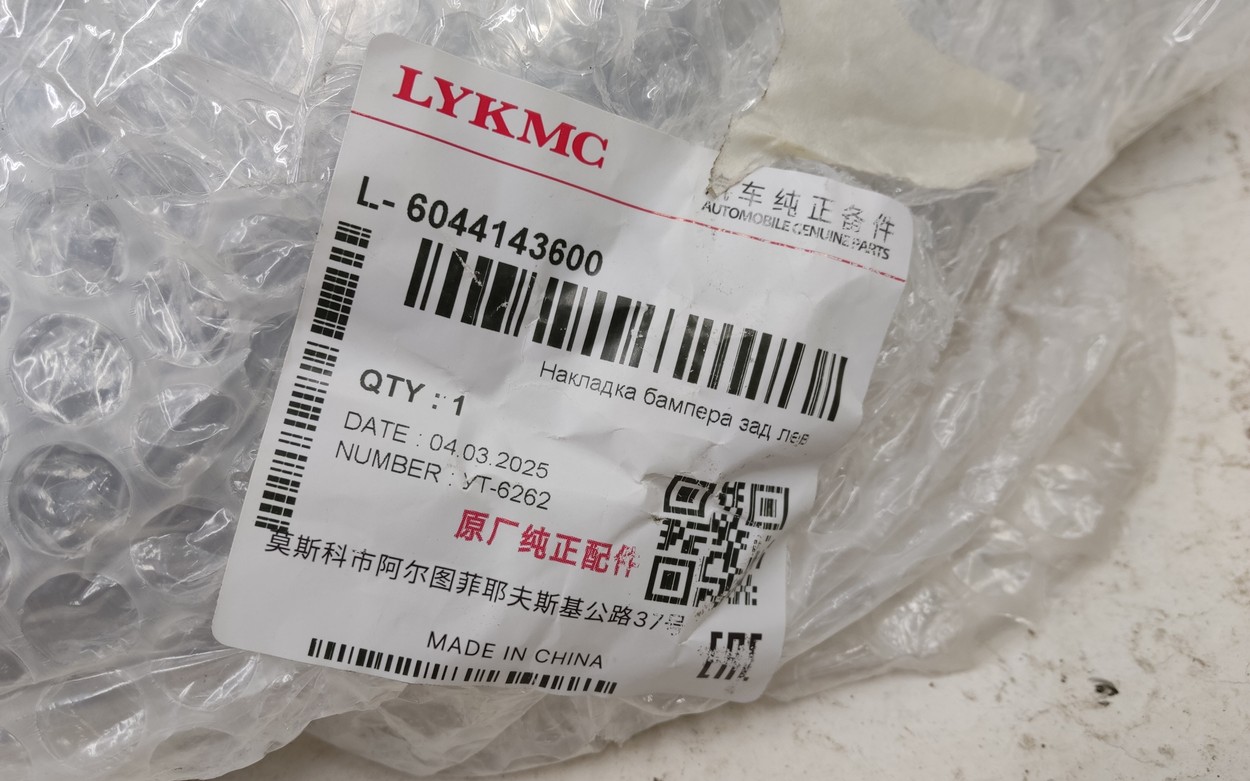 LYKMC
汽车纯正备件
AUTOMOBILE GENUINE PARTS
L- 6044143600
Накладка бампера зад лев
QTY : 1
DATE : 04.03.2025
NUMBER : УТ-6262
原厂纯正配件
莫斯科市阿尔图菲耶夫斯基公路37号
MADE IN CHINA
EAC